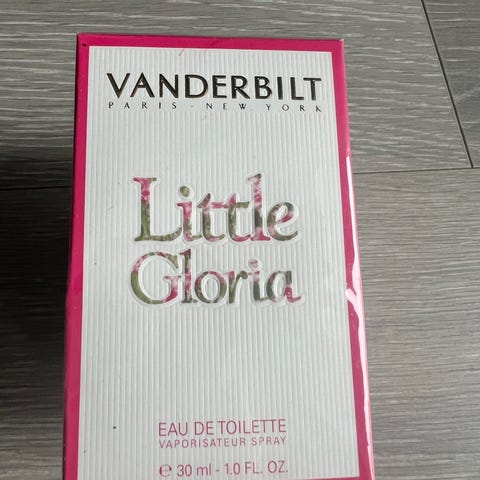 VANDERBILT
PARIS · NEW YORK
Little
Gloria
EAU DE TOILETTE
VAPORISATEUR SPRAY
℮ 30 ml - 1.0 FL. OZ.